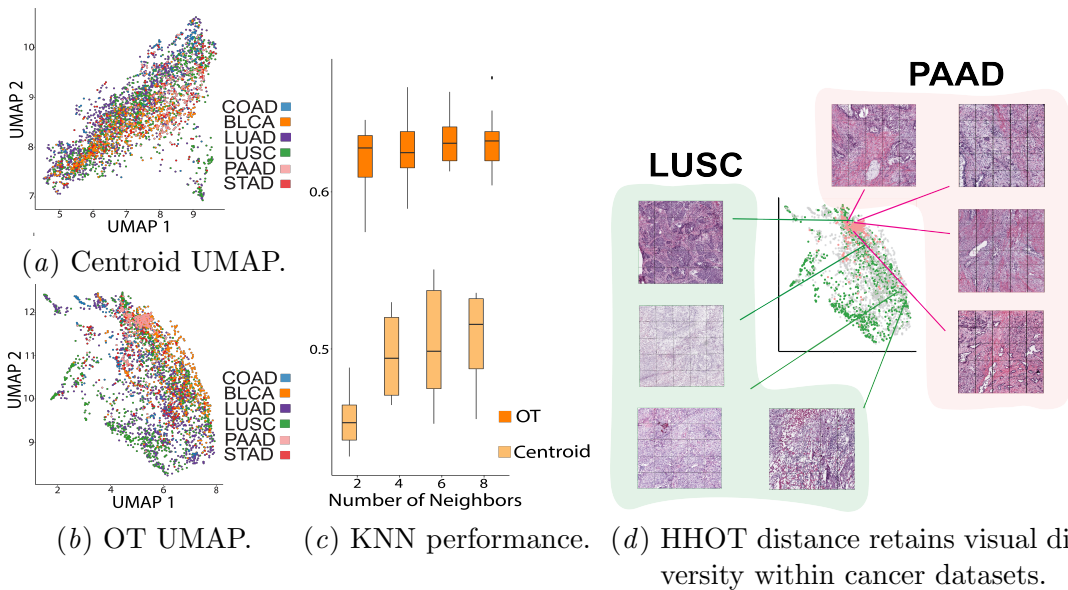 10
9
8
7
UMAP 2
5 6 7 8 9
UMAP 1
COAD
BLCA
LUAD
LUSC
PAAD
STAD
(a) Centroid UMAP.
12
11
10
9
UMAP 2
2 4 6 8
UMAP 1
COAD
BLCA
LUAD
LUSC
PAAD
STAD
(b) OT UMAP.
0.6
0.5
OT
Centroid
2 4 6 8
Number of Neighbors
(c) KNN performance.
PAAD
LUSC
(d) HHOT distance retains visual di
versity within cancer datasets.